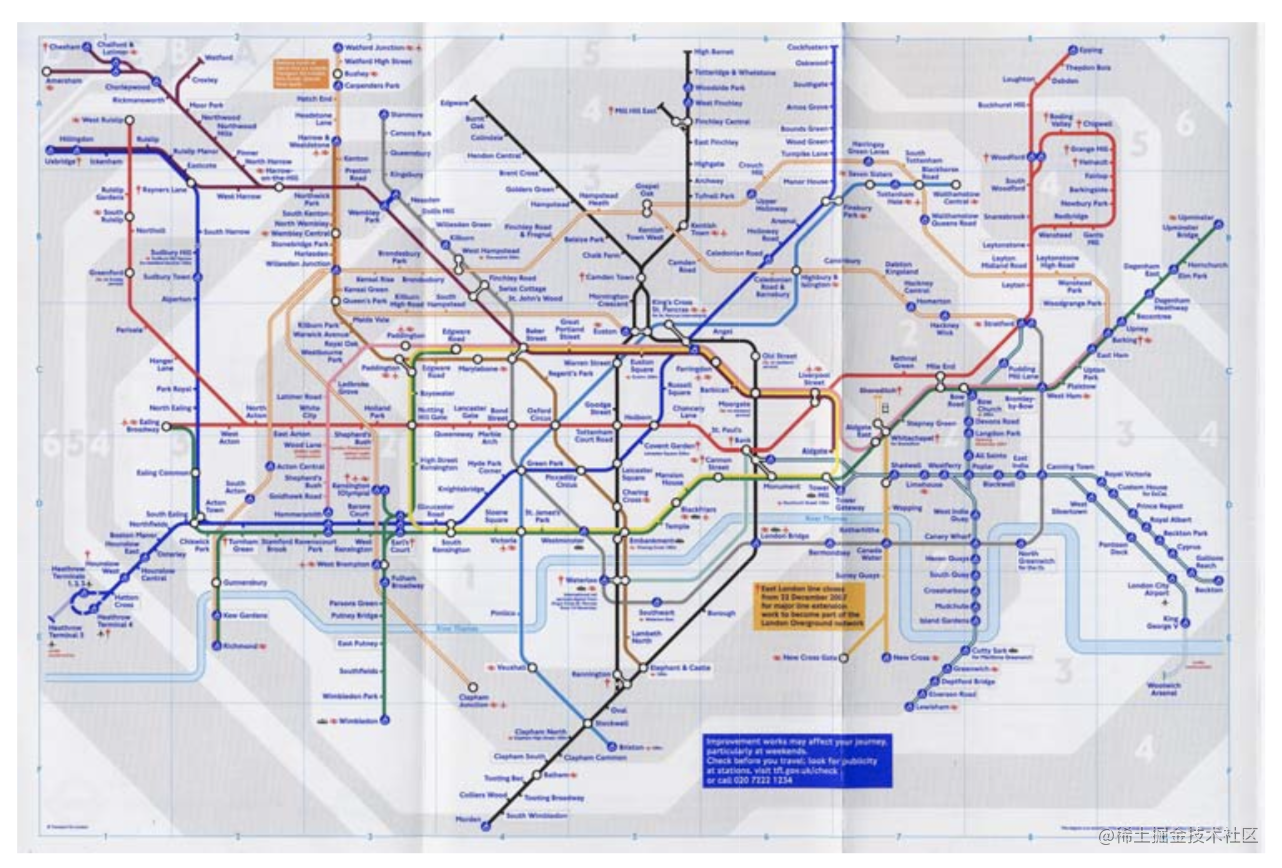 Chesham
Chalfont &
Latimer
Watford
Amersham
Chorleywood
Croxley
Rickmansworth
Moor Park
Northwood
Northwood
Hills
Pinner
North Harrow
Harrow-
on-the-Hill
West Ruislip
Hillingdon
Ruislip
Ruislip Manor
Uxbridge
Ickenham
Eastcote
Rayners Lane
West Harrow
Ruislip
Gardens
South
Ruislip
Northolt
South Harrow
Greenford
Sudbury Hill
Sudbury Town
Alperton
Perivale
Hanger
Lane
Park Royal
North Ealing
Ealing
Broadway
West
Acton
North
Acton
Ealing Common
South Ealing
Northfields
Acton
Town
South
Acton
Acton Central
Boston Manor
Hounslow
East
Osterley
Hounslow
West
Hounslow
Central
Heathrow
Terminals
1, 2, 3
Hatton
Cross
Heathrow
Terminal 4
Heathrow
Terminal 5
Chiswick
Park
Turnham
Green
Stamford
Brook
Ravenscourt
Park
Gunnersbury
Kew Gardens
Richmond
Watford Junction
Watford High Street
Bushey
Carpenders Park
Hatch End
Headstone
Lane
Harrow &
Wealdstone
Kenton
Preston
Road
Northwick
Park
South Kenton
North Wembley
Wembley Central
Stonebridge Park
Harlesden
Willesden Junction
Kensal Green
Queen's Park
Stanmore
Canons Park
Queensbury
Kingsbury
Wembley
Park
Neasden
Dollis Hill
Willesden Green
Kilburn
West Hampstead
Finchley Road
Swiss Cottage
St. John's Wood
Brondesbury
Park
Kensal Rise
Brondesbury
Kilburn
High Road
South
Hampstead
Kilburn Park
Maida Vale
Warwick Avenue
Royal Oak
Westbourne
Park
Ladbroke
Grove
Latimer Road
White
City
East Acton
Wood Lane
Shepherd's
Bush
Holland
Park
Shepherd's
Bush
Goldhawk Road
Hammersmith
Kensington
(Olympia)
Barons
Court
West
Kensington
Earl's
Court
Gloucester
Road
South
Kensington
West Brompton
Fulham
Broadway
Parsons Green
Putney Bridge
East Putney
Southfields
Wimbledon Park
Wimbledon
Clapham
Junction
Paddington
Paddington
Edgware
Road
Edgware
Road
Marylebone
Baker
Street
Great
Portland
Street
Warren Street
Regent's Park
Euston
Euston
Square
Bayswater
Notting
Hill Gate
Queensway
Lancaster
Gate
Marble
Arch
Bond
Street
Oxford
Circus
Tottenham
Court Road
Goodge
Street
Holborn
Russell
Square
Chancery
Lane
St. Paul's
High Street
Kensington
Hyde Park
Corner
Knightsbridge
Green Park
Piccadilly
Circus
Leicester
Square
Covent Garden
Charing
Cross
Sloane
Square
Victoria
St. James's
Park
Westminster
Embankment
Temple
Blackfriars
Mansion
House
Cannon
Street
Bank
Monument
Tower
Hill
Tower
Gateway
Aldgate
Aldgate
East
Edgware
Burnt
Oak
Colindale
Hendon Central
Brent Cross
Golders Green
Hampstead
Hampstead
Heath
Finchley Road
& Frognal
Belsize Park
Chalk Farm
Camden Town
Mornington
Crescent
Gospel
Oak
Kentish
Town West
Kentish
Town
Camden
Road
High Barnet
Totteridge & Whetstone
Woodside Park
West Finchley
Mill Hill East
Finchley Central
East Finchley
Highgate
Archway
Tufnell Park
Cockfosters
Oakwood
Southgate
Arnos Grove
Bounds Green
Wood Green
Turnpike Lane
Manor House
Crouch
Hill
Upper
Holloway
Harringay
Green Lanes
South
Tottenham
Blackhorse
Road
Seven Sisters
Tottenham
Hale
Walthamstow
Central
Walthamstow
Queens Road
Finsbury
Park
Arsenal
Holloway
Road
Caledonian Road
Caledonian
Road &
Barnsbury
Highbury &
Islington
Canonbury
Dalston
Kingsland
Hackney
Central
Homerton
Hackney
Wick
King's Cross
St. Pancras
Angel
Old Street
Farringdon
Barbican
Moorgate
Liverpool
Street
Bethnal
Green
Mile End
Shoreditch
Stepney Green
Whitechapel
Bow
Road
Bow
Church
Bromley-
by-Bow
Pudding
Mill Lane
Stratford
West Ham
Plaistow
Upton
Park
East Ham
Barking
Upney
Becontree
Dagenham
Heathway
Dagenham
East
Elm Park
Hornchurch
Upminster
Bridge
Upminster
Epping
Theydon Bois
Debden
Loughton
Buckhurst Hill
Roding
Valley
Chigwell
Grange Hill
Hainault
Fairlop
Barkingside
Newbury Park
Woodford
South
Woodford
Snaresbrook
Redbridge
Wanstead
Gants
Hill
Leytonstone
Leyton
Midland Road
Leytonstone
High Road
Leyton
Wanstead
Park
Woodgrange Park
Devons Road
Langdon Park
All Saints
Poplar
Shadwell
Limehouse
Westferry
Blackwall
East
India
Canning Town
Royal Victoria
Custom House
for ExCeL
Prince Regent
Royal Albert
Beckton Park
Cyprus
Gallions
Reach
Beckton
West
Silvertown
Pontoon
Dock
London City
Airport
King
George V
Woolwich
Arsenal
West India
Quay
Canary Wharf
Heron Quays
South Quay
Crossharbour
Mudchute
Island Gardens
Cutty Sark
for Maritime Greenwich
Greenwich
Deptford Bridge
Elverson Road
Lewisham
North
Greenwich
for the O2
Wapping
Rotherhithe
Canada
Water
Surrey Quays
New Cross Gate
New Cross
Bermondsey
London Bridge
River Thames
River Thames
Waterloo
Southwark
Borough
Lambeth
North
Elephant & Castle
Kennington
Pimlico
Vauxhall
Oval
Stockwell
Brixton
Clapham North
Clapham Common
Clapham South
Balham
Tooting Bec
Tooting Broadway
Colliers Wood
South Wimbledon
Morden
East London line closes
from 22 December 2007
for major line extension
work to become part of the
London Overground network
Improvement works may affect your journey,
particularly at weekends.
Check before you travel; look for publicity
at stations, visit tfl.gov.uk/check
or call 020 7222 1234
@稀土掘金技术社区